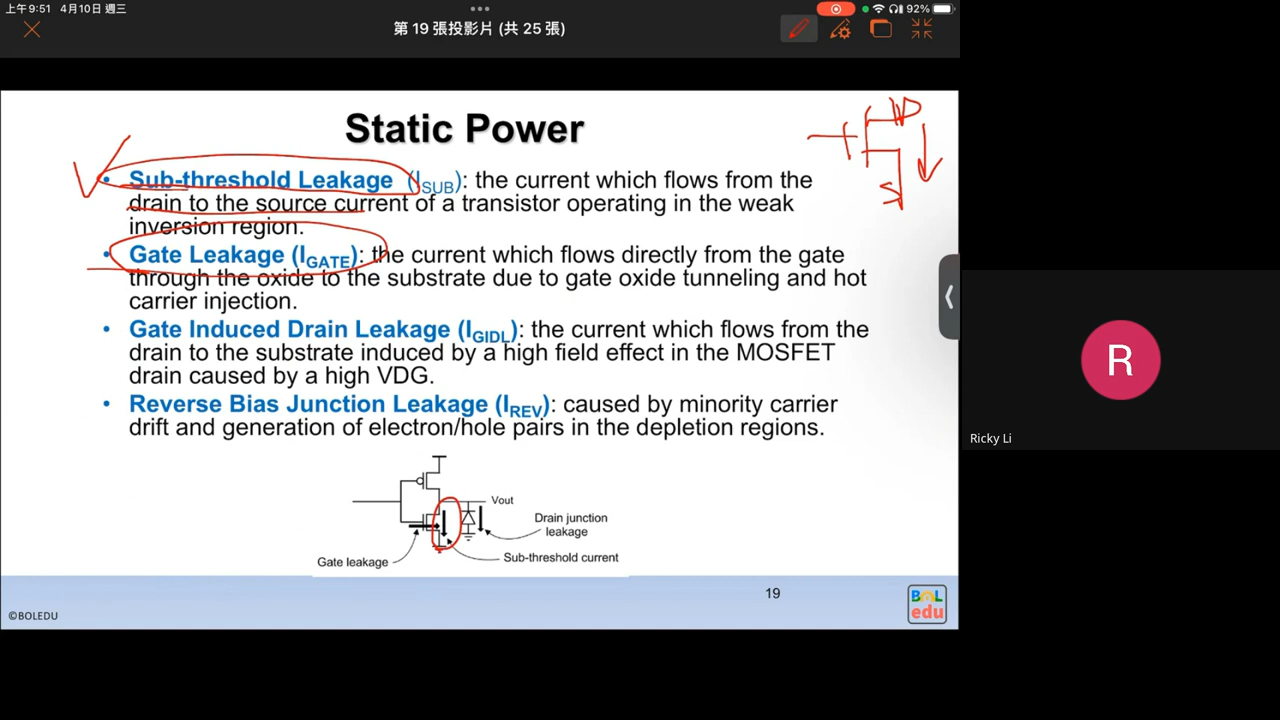 上午9:51 4月10日 週三
92%
第 19 張投影片 (共 25 張)
Static Power
D
S
• Sub-threshold Leakage (ISUB): the current which flows from the
drain to the source current of a transistor operating in the weak
inversion region.
• Gate Leakage (IGATE): the current which flows directly from the gate
through the oxide to the substrate due to gate oxide tunneling and hot
carrier injection.
• Gate Induced Drain Leakage (IGIDL): the current which flows from the
drain to the substrate induced by a high field effect in the MOSFET
drain caused by a high VDG.
• Reverse Bias Junction Leakage (IREV): caused by minority carrier
drift and generation of electron/hole pairs in the depletion regions.
Vout
Drain junction
leakage
Sub-threshold current
Gate leakage
19
©BOLEDU
BOL
edu
R
Ricky Li